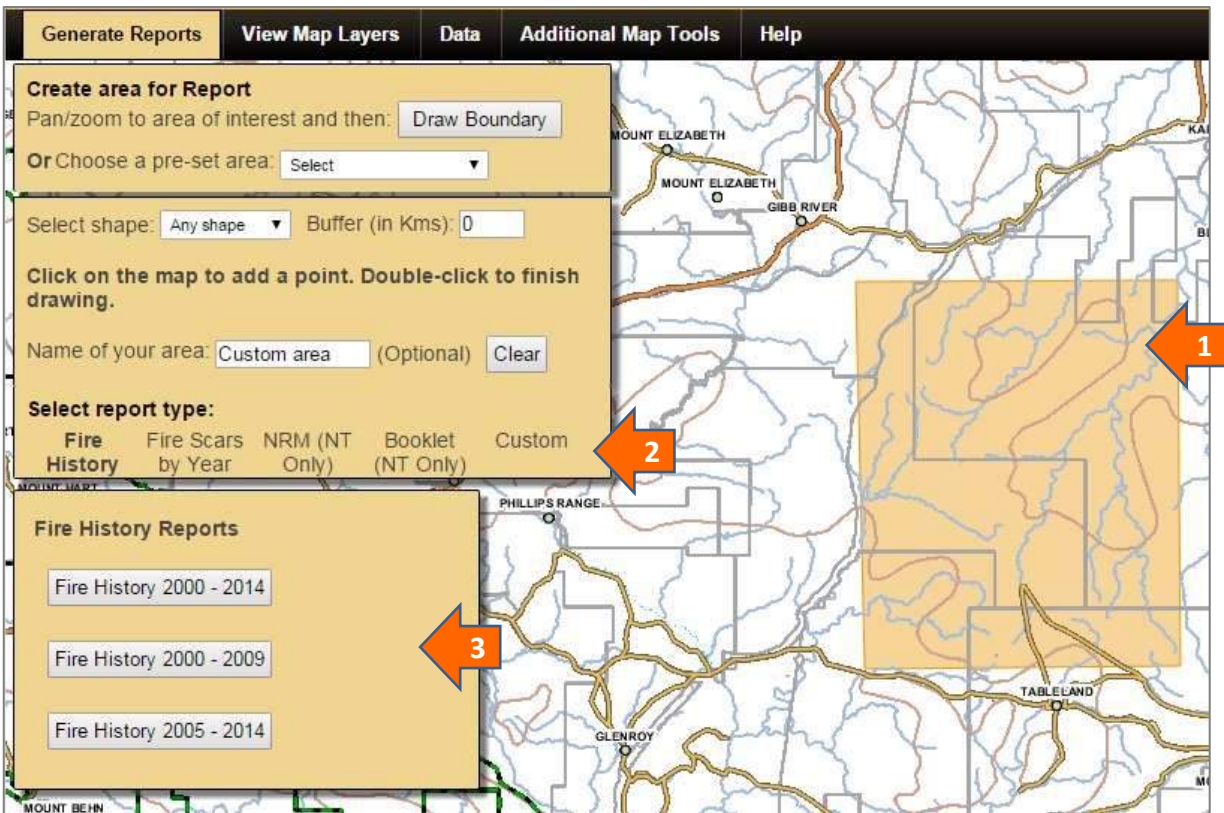 Generate Reports View Map Layers Data Additional Map Tools Help
Create area for Report
Pan/zoom to area of interest and then: Draw Boundary
Or Choose a pre-set area: Select
Select shape: Any shape Buffer (in Kms): 0
Click on the map to add a point. Double-click to finish
drawing.
Name of your area: Custom area (Optional) Clear
Select report type:
Fire History
Fire Scars by Year
NRM (NT Only)
Booklet (NT Only)
Custom
Fire History Reports
Fire History 2000 - 2014
Fire History 2000 - 2009
Fire History 2005 - 2014
MOUNT ELIZABETH
MOUNT ELIZABETH
GIBB RIVER
1
2
3
MOUNT HART
PHILLIPS RANGE
TABLELAND
GLENROY
MOUNT BEHN